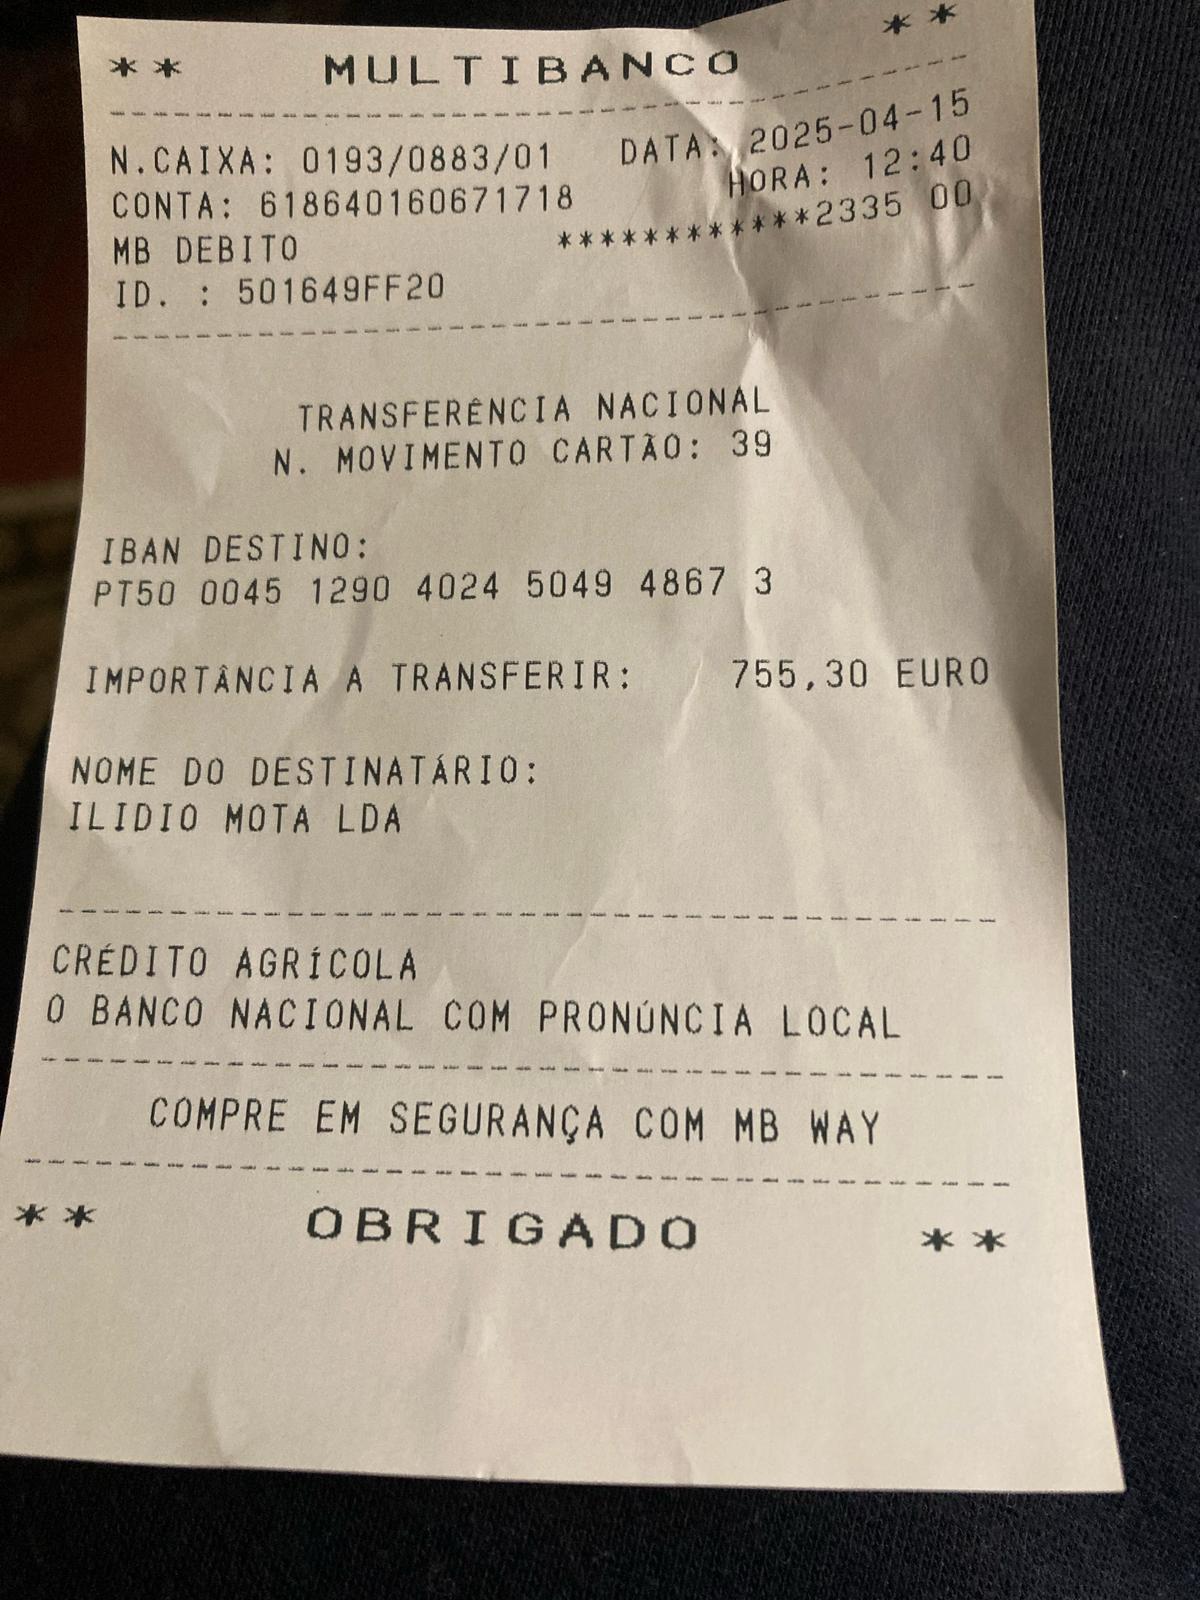 ** MULTIBANCO **
N.CAIXA: 0193/0883/01 DATA: 2025-04-15
CONTA: 618640160671718 HORA: 12:40
MB DEBITO ************2335 00
ID. : 501649FF20
TRANSFERÊNCIA NACIONAL
N. MOVIMENTO CARTÃO: 39
IBAN DESTINO:
PT50 0045 1290 4024 5049 4867 3
IMPORTÂNCIA A TRANSFERIR: 755,30 EURO
NOME DO DESTINATÁRIO:
ILIDIO MOTA LDA
CRÉDITO AGRÍCOLA
O BANCO NACIONAL COM PRONÚNCIA LOCAL
COMPRE EM SEGURANÇA COM MB WAY
** OBRIGADO **